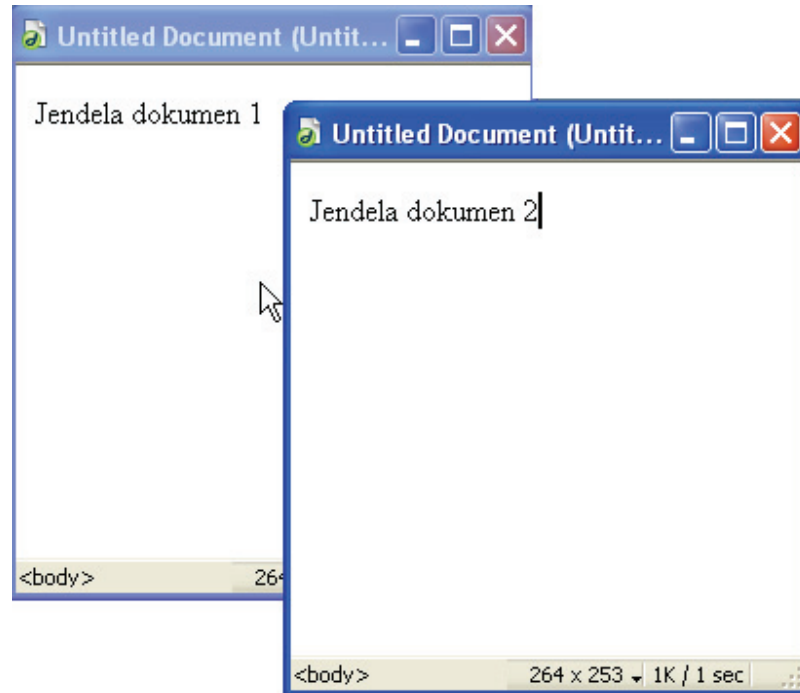 Untitled Document (Untit...
Jendela dokumen 1
<body> 264
Untitled Document (Untit...
Jendela dokumen 2
<body> 264 x 253 1K / 1 sec